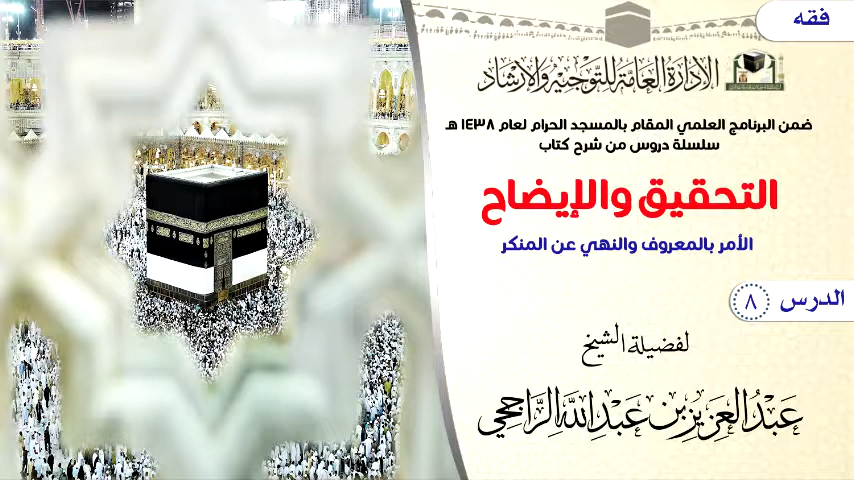 فقه
الإدارة العامة للتوجيه والإرشاد
ضمن البرنامج العلمي المقام بالمسجد الحرام لعام ١٤٣٨ هـ
سلسلة دروس من شرح كتاب
التحقيق والإيضاح
الأمر بالمعروف والنهي عن المنكر
الدرس ٨
لفضيلة الشيخ
عبد العزيز بن عبد الله الراجحي